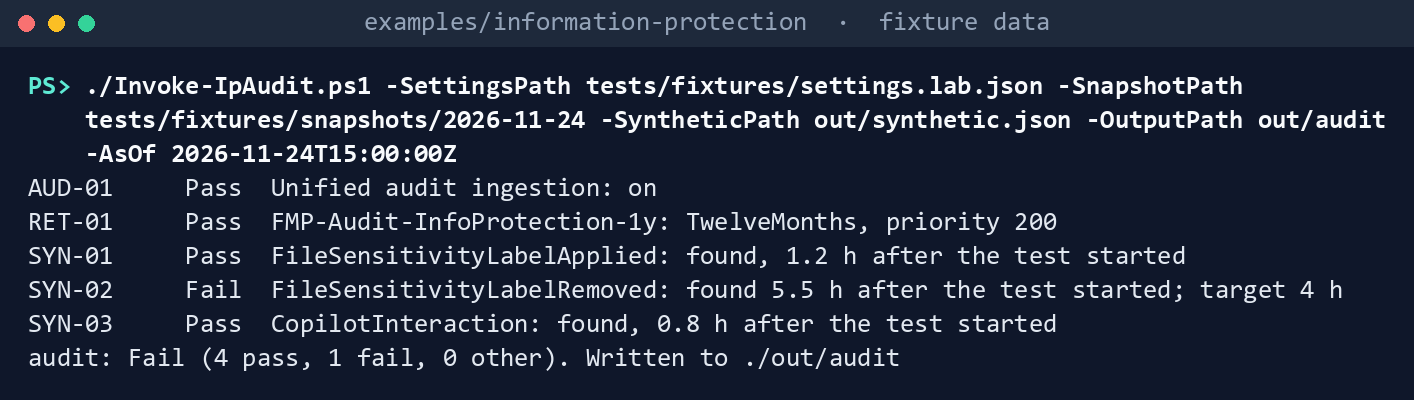 examples/information-protection · fixture data
PS> ./Invoke-IpAudit.ps1 -SettingsPath tests/fixtures/settings.lab.json -SnapshotPath
tests/fixtures/snapshots/2026-11-24 -SyntheticPath out/synthetic.json -OutputPath out/audit
-AsOf 2026-11-24T15:00:00Z
AUD-01 Pass Unified audit ingestion: on
RET-01 Pass FMP-Audit-InfoProtection-1y: TwelveMonths, priority 200
SYN-01 Pass FileSensitivityLabelApplied: found, 1.2 h after the test started
SYN-02 Fail FileSensitivityLabelRemoved: found 5.5 h after the test started; target 4 h
SYN-03 Pass CopilotInteraction: found, 0.8 h after the test started
audit: Fail (4 pass, 1 fail, 0 other). Written to ./out/audit